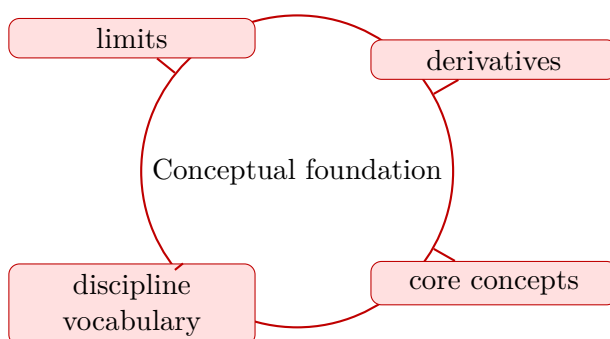 limits
derivatives
Conceptual foundation
discipline
vocabulary
core concepts